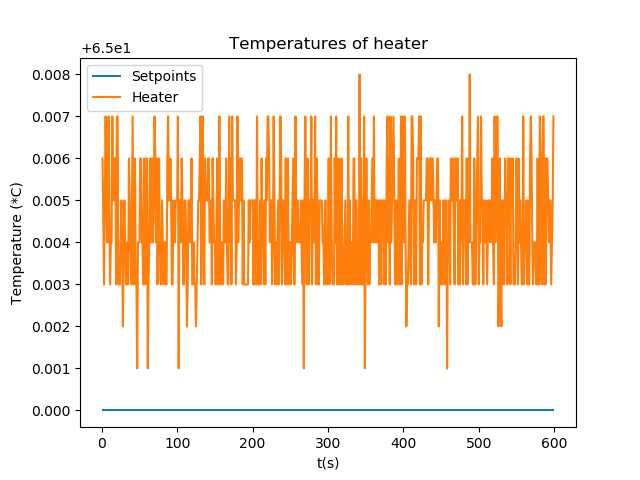 Temperatures of heater
+6.5e1
Setpoints
Heater
0.008
0.007
0.006
0.005
0.004
0.003
0.002
0.001
0.000
Temperature (*C)
0 100 200 300 400 500 600
t(s)